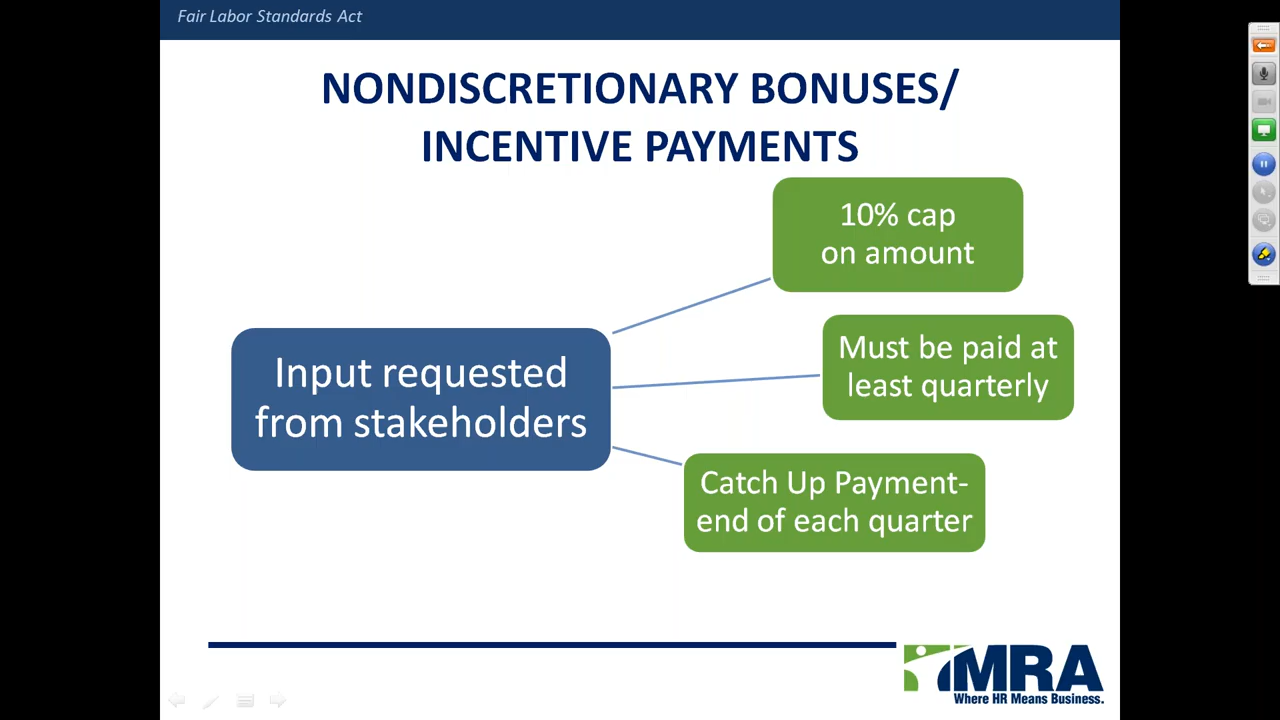 Fair Labor Standards Act
NONDISCRETIONARY BONUSES/
INCENTIVE PAYMENTS
10% cap
on amount
Input requested
from stakeholders
Must be paid at
least quarterly
Catch Up Payment-
end of each quarter
MRA
Where HR Means Business.